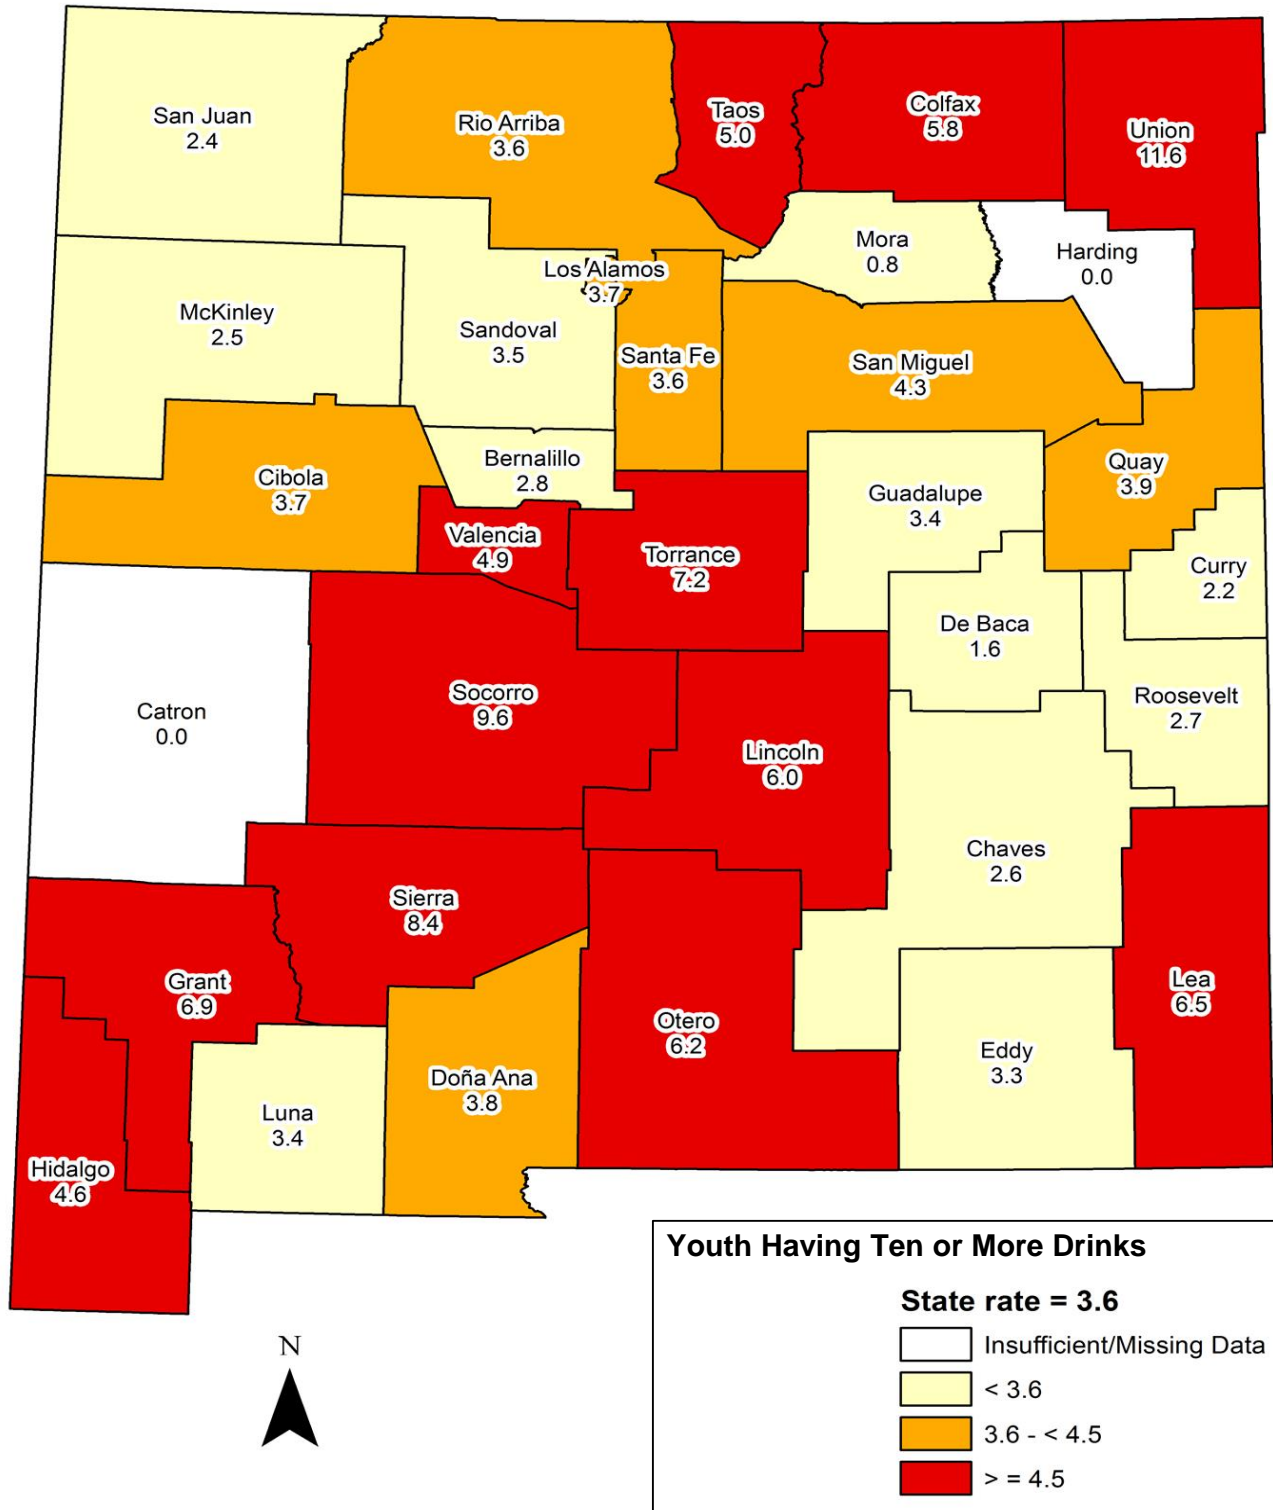 San Juan
2.4
Rio Arriba
3.6
Taos
5.0
Colfax
5.8
Union
11.6
Mora
0.8
Harding
0.0
Los Alamos
3.7
McKinley
2.5
Sandoval
3.5
Santa Fe
3.6
San Miguel
4.3
Cibola
3.7
Bernalillo
2.8
Quay
3.9
Guadalupe
3.4
Valencia
4.9
Torrance
7.2
Curry
2.2
De Baca
1.6
Roosevelt
2.7
Catron
0.0
Socorro
9.6
Lincoln
6.0
Chaves
2.6
Sierra
8.4
Grant
6.9
Otero
6.2
Lea
6.5
Eddy
3.3
Doña Ana
3.8
Luna
3.4
Hidalgo
4.6
N
Youth Having Ten or More Drinks
State rate = 3.6
Insufficient/Missing Data
< 3.6
3.6 - < 4.5
> = 4.5